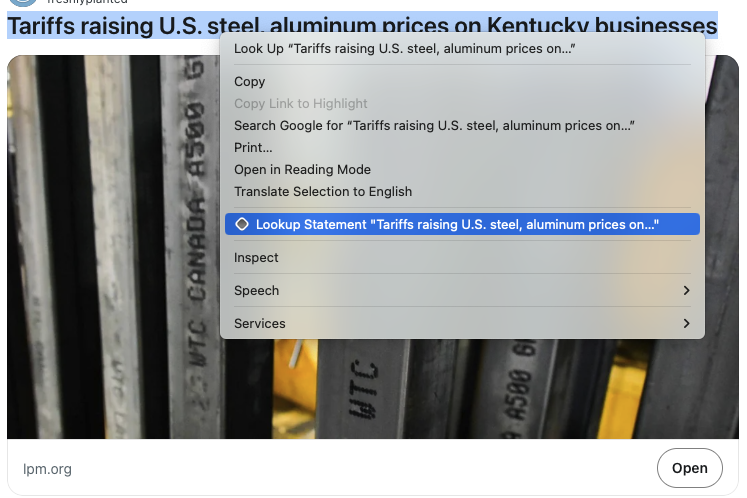 freshlyplanted
Tariffs raising U.S. steel, aluminum prices on Kentucky businesses
Look Up “Tariffs raising U.S. steel, aluminum prices on...”
Copy
Copy Link to Highlight
Search Google for “Tariffs raising U.S. steel, aluminum prices on...”
Print...
Open in Reading Mode
Translate Selection to English
Lookup Statement "Tariffs raising U.S. steel, aluminum prices on..."
Inspect
Speech
Services
WTC CANADA A500 G
WTC
A500 G
lpm.org
Open